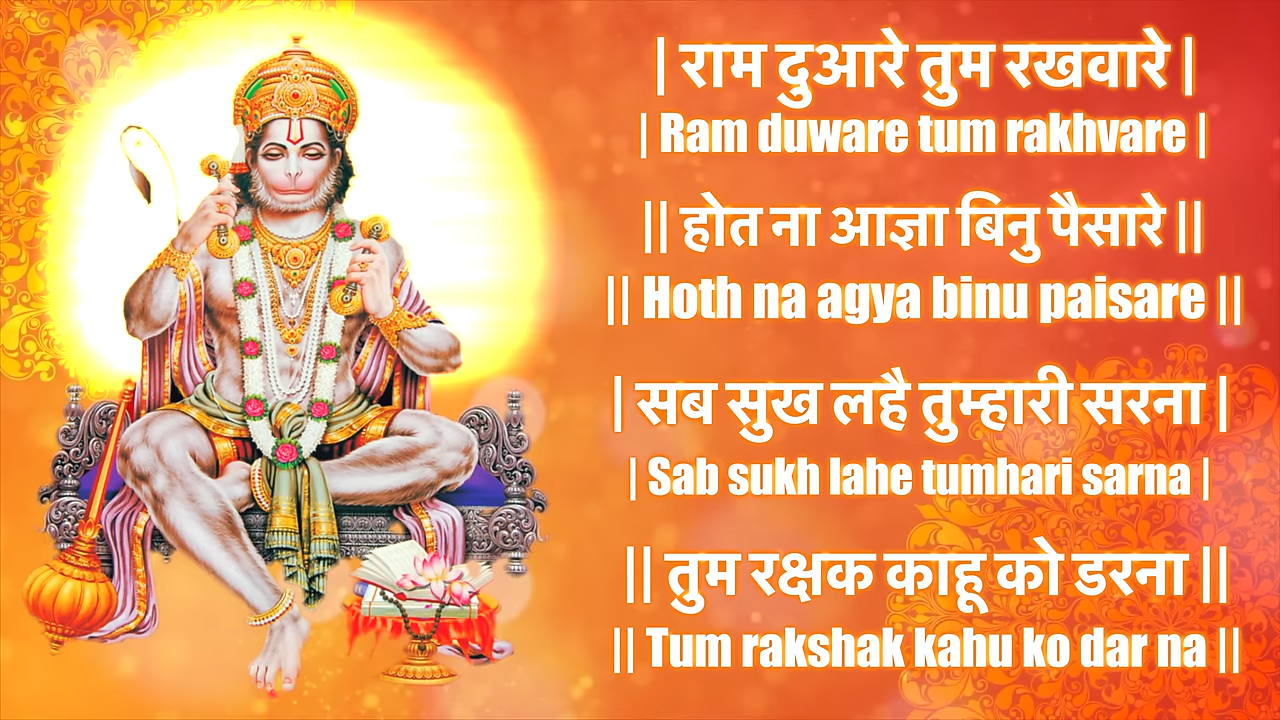 | राम दुआरे तुम रखवारे |
| Ram duware tum rakhvare |
|| होत ना आज्ञा बिनु पैसारे ||
|| Hoth na agya binu paisare ||
| सब सुख लहै तुम्हारी सरना |
| Sab sukh lahe tumhari sarna |
|| तुम रक्षक काहू को डरना ||
|| Tum rakshak kahu ko dar na ||